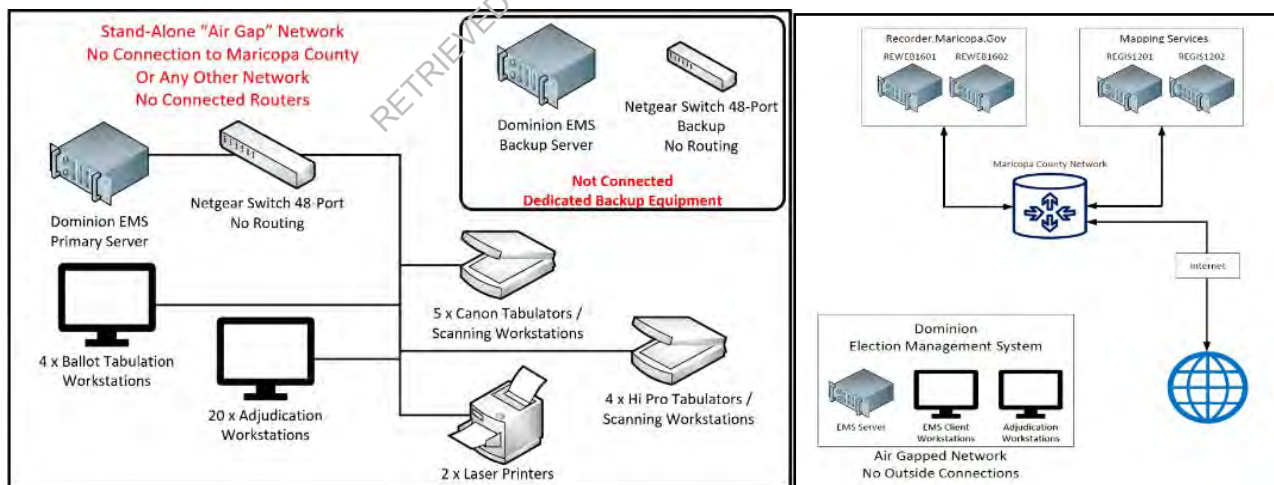 Stand-Alone “Air Gap” Network
No Connection to Maricopa County
Or Any Other Network
No Connected Routers
RETRIEVED
Dominion EMS
Primary Server
Netgear Switch 48-Port
No Routing
Dominion EMS
Backup Server
Netgear Switch 48-Port
Backup
No Routing
Not Connected
Dedicated Backup Equipment
4 x Ballot Tabulation
Workstations
20 x Adjudication
Workstations
5 x Canon Tabulators /
Scanning Workstations
4 x Hi Pro Tabulators /
Scanning Workstations
2 x Laser Printers
Recorder.Maricopa.Gov
REWEB1601
REWEB1602
Mapping Services
REGIS1201
REGIS1202
Maricopa County Network
Internet
Dominion
Election Management System
EMS Server
EMS Client
Workstations
Adjudication
Workstations
Air Gapped Network
No Outside Connections